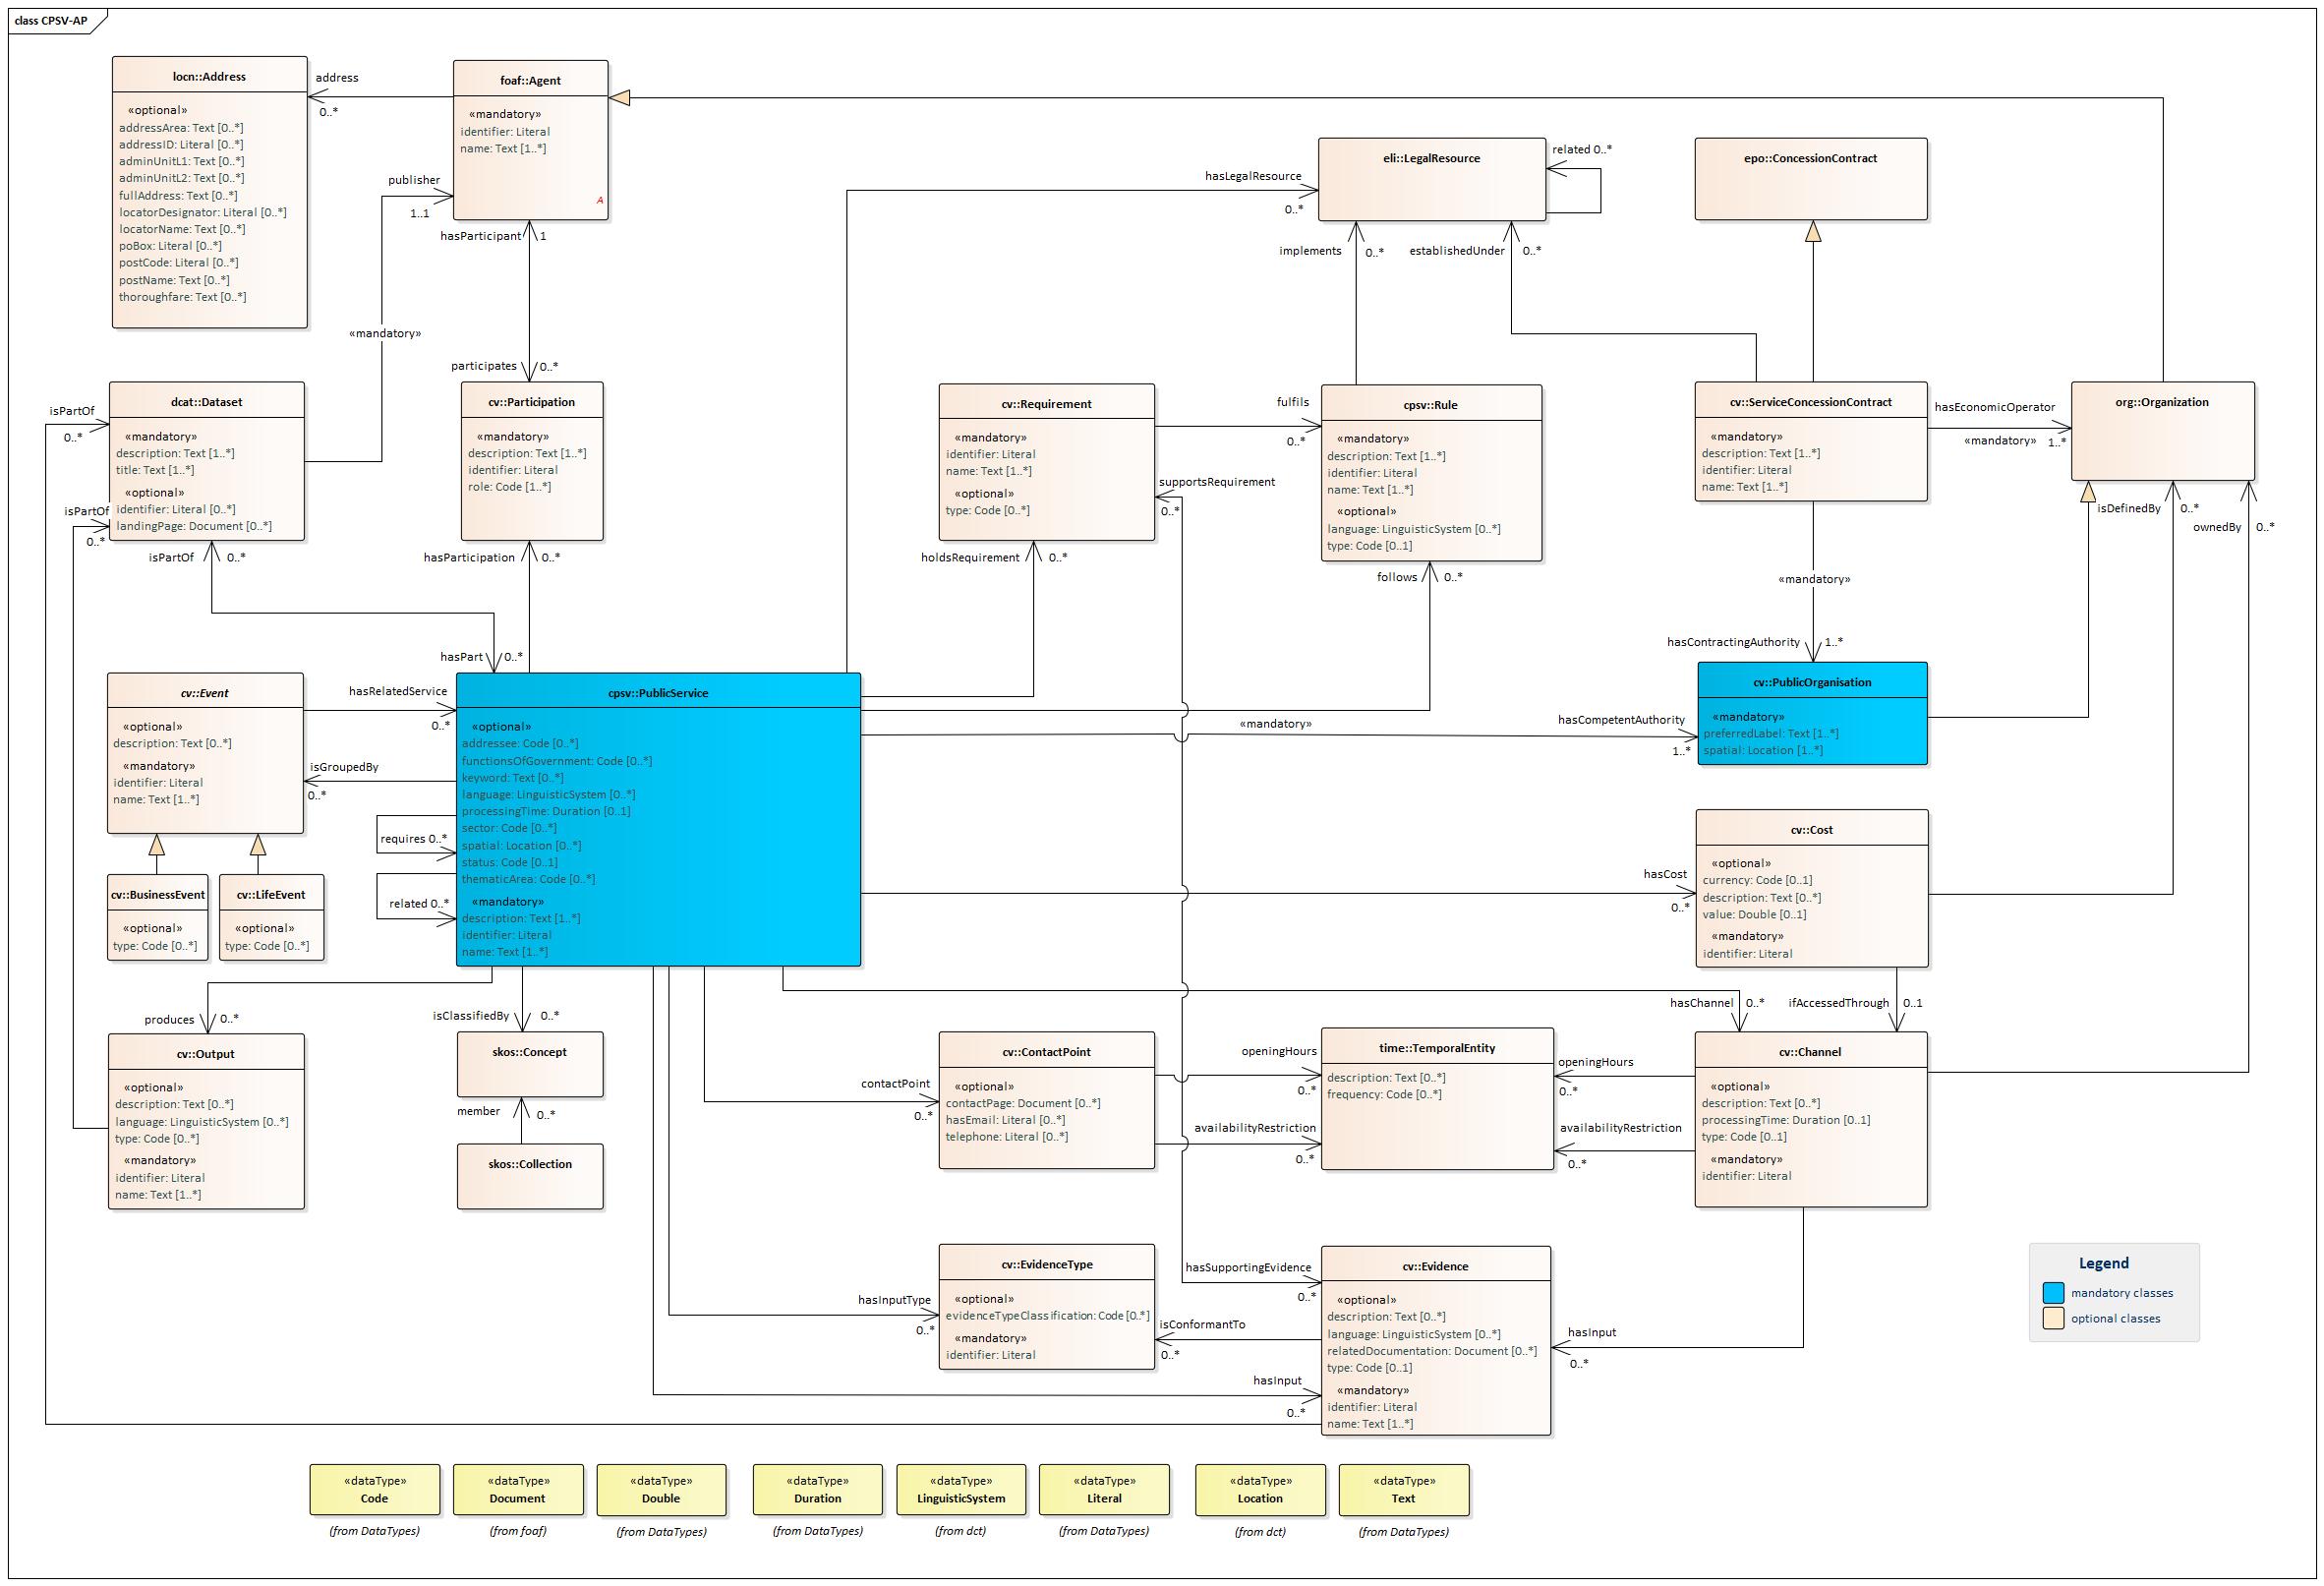 class CPSV-AP
locn::Address
«optional»
addressArea: Text [0..*]
addressID: Literal [0..*]
adminUnitL1: Text [0..*]
adminUnitL2: Text [0..*]
fullAddress: Text [0..*]
locatorDesignator: Literal [0..*]
locatorName: Text [0..*]
poBox: Literal [0..*]
postCode: Literal [0..*]
postName: Text [0..*]
thoroughfare: Text [0..*]
address
0..*
foaf::Agent
«mandatory»
identifier: Literal
name: Text [1..*]
A
publisher
1..1
«mandatory»
hasParticipant
1
participates
0..*
eli::LegalResource
related 0..*
hasLegalResource
0..*
implements
0..*
establishedUnder
0..*
epo::ConcessionContract
isPartOf
0..*
dcat::Dataset
«mandatory»
description: Text [1..*]
title: Text [1..*]
«optional»
identifier: Literal [0..*]
landingPage: Document [0..*]
isPartOf
0..*
isPartOf
0..*
cv::Participation
«mandatory»
description: Text [1..*]
identifier: Literal
role: Code [1..*]
hasParticipation
0..*
cv::Requirement
«mandatory»
identifier: Literal
name: Text [1..*]
«optional»
type: Code [0..*]
fulfils
0..*
supportsRequirement
0..*
holdsRequirement
0..*
cpsv::Rule
«mandatory»
description: Text [1..*]
identifier: Literal
name: Text [1..*]
«optional»
language: LinguisticSystem [0..*]
type: Code [0..1]
follows
0..*
cv::ServiceConcessionContract
«mandatory»
description: Text [1..*]
identifier: Literal
name: Text [1..*]
hasEconomicOperator
«mandatory»
1..*
org::Organization
isDefinedBy
0..*
ownedBy
0..*
«mandatory»
hasContractingAuthority
1..*
hasPart
0..*
cv::Event
«optional»
description: Text [0..*]
«mandatory»
identifier: Literal
name: Text [1..*]
hasRelatedService
0..*
isGroupedBy
0..*
requires 0..*
related 0..*
cv::BusinessEvent
«optional»
type: Code [0..*]
cv::LifeEvent
«optional»
type: Code [0..*]
cpsv::PublicService
«optional»
addressee: Code [0..*]
functionsOfGovernment: Code [0..*]
keyword: Text [0..*]
language: LinguisticSystem [0..*]
processingTime: Duration [0..1]
sector: Code [0..*]
spatial: Location [0..*]
status: Code [0..1]
thematicArea: Code [0..*]
«mandatory»
description: Text [1..*]
identifier: Literal
name: Text [1..*]
«mandatory»
hasCompetentAuthority
1..*
cv::PublicOrganisation
«mandatory»
preferredLabel: Text [1..*]
spatial: Location [1..*]
hasCost
0..*
cv::Cost
«optional»
currency: Code [0..1]
description: Text [0..*]
value: Double [0..1]
«mandatory»
identifier: Literal
hasChannel
0..*
ifAccessedThrough
0..1
produces
0..*
cv::Output
«optional»
description: Text [0..*]
language: LinguisticSystem [0..*]
type: Code [0..*]
«mandatory»
identifier: Literal
name: Text [1..*]
isClassifiedBy
0..*
skos::Concept
member
0..*
skos::Collection
contactPoint
0..*
cv::ContactPoint
«optional»
contactPage: Document [0..*]
hasEmail: Literal [0..*]
telephone: Literal [0..*]
openingHours
0..*
availabilityRestriction
0..*
time::TemporalEntity
description: Text [0..*]
frequency: Code [0..*]
openingHours
0..*
availabilityRestriction
0..*
cv::Channel
«optional»
description: Text [0..*]
processingTime: Duration [0..1]
type: Code [0..1]
«mandatory»
identifier: Literal
hasInputType
0..*
cv::EvidenceType
«optional»
evidenceTypeClassification: Code [0..*]
«mandatory»
identifier: Literal
hasSupportingEvidence
0..*
isConformantTo
0..*
hasInput
0..*
cv::Evidence
«optional»
description: Text [0..*]
language: LinguisticSystem [0..*]
relatedDocumentation: Document [0..*]
type: Code [0..1]
«mandatory»
identifier: Literal
name: Text [1..*]
hasInput
0..*
Legend
mandatory classes
optional classes
«dataType»
Code
(from DataTypes)
«dataType»
Document
(from foaf)
«dataType»
Double
(from DataTypes)
«dataType»
Duration
(from DataTypes)
«dataType»
LinguisticSystem
(from dct)
«dataType»
Literal
(from DataTypes)
«dataType»
Location
(from dct)
«dataType»
Text
(from DataTypes)